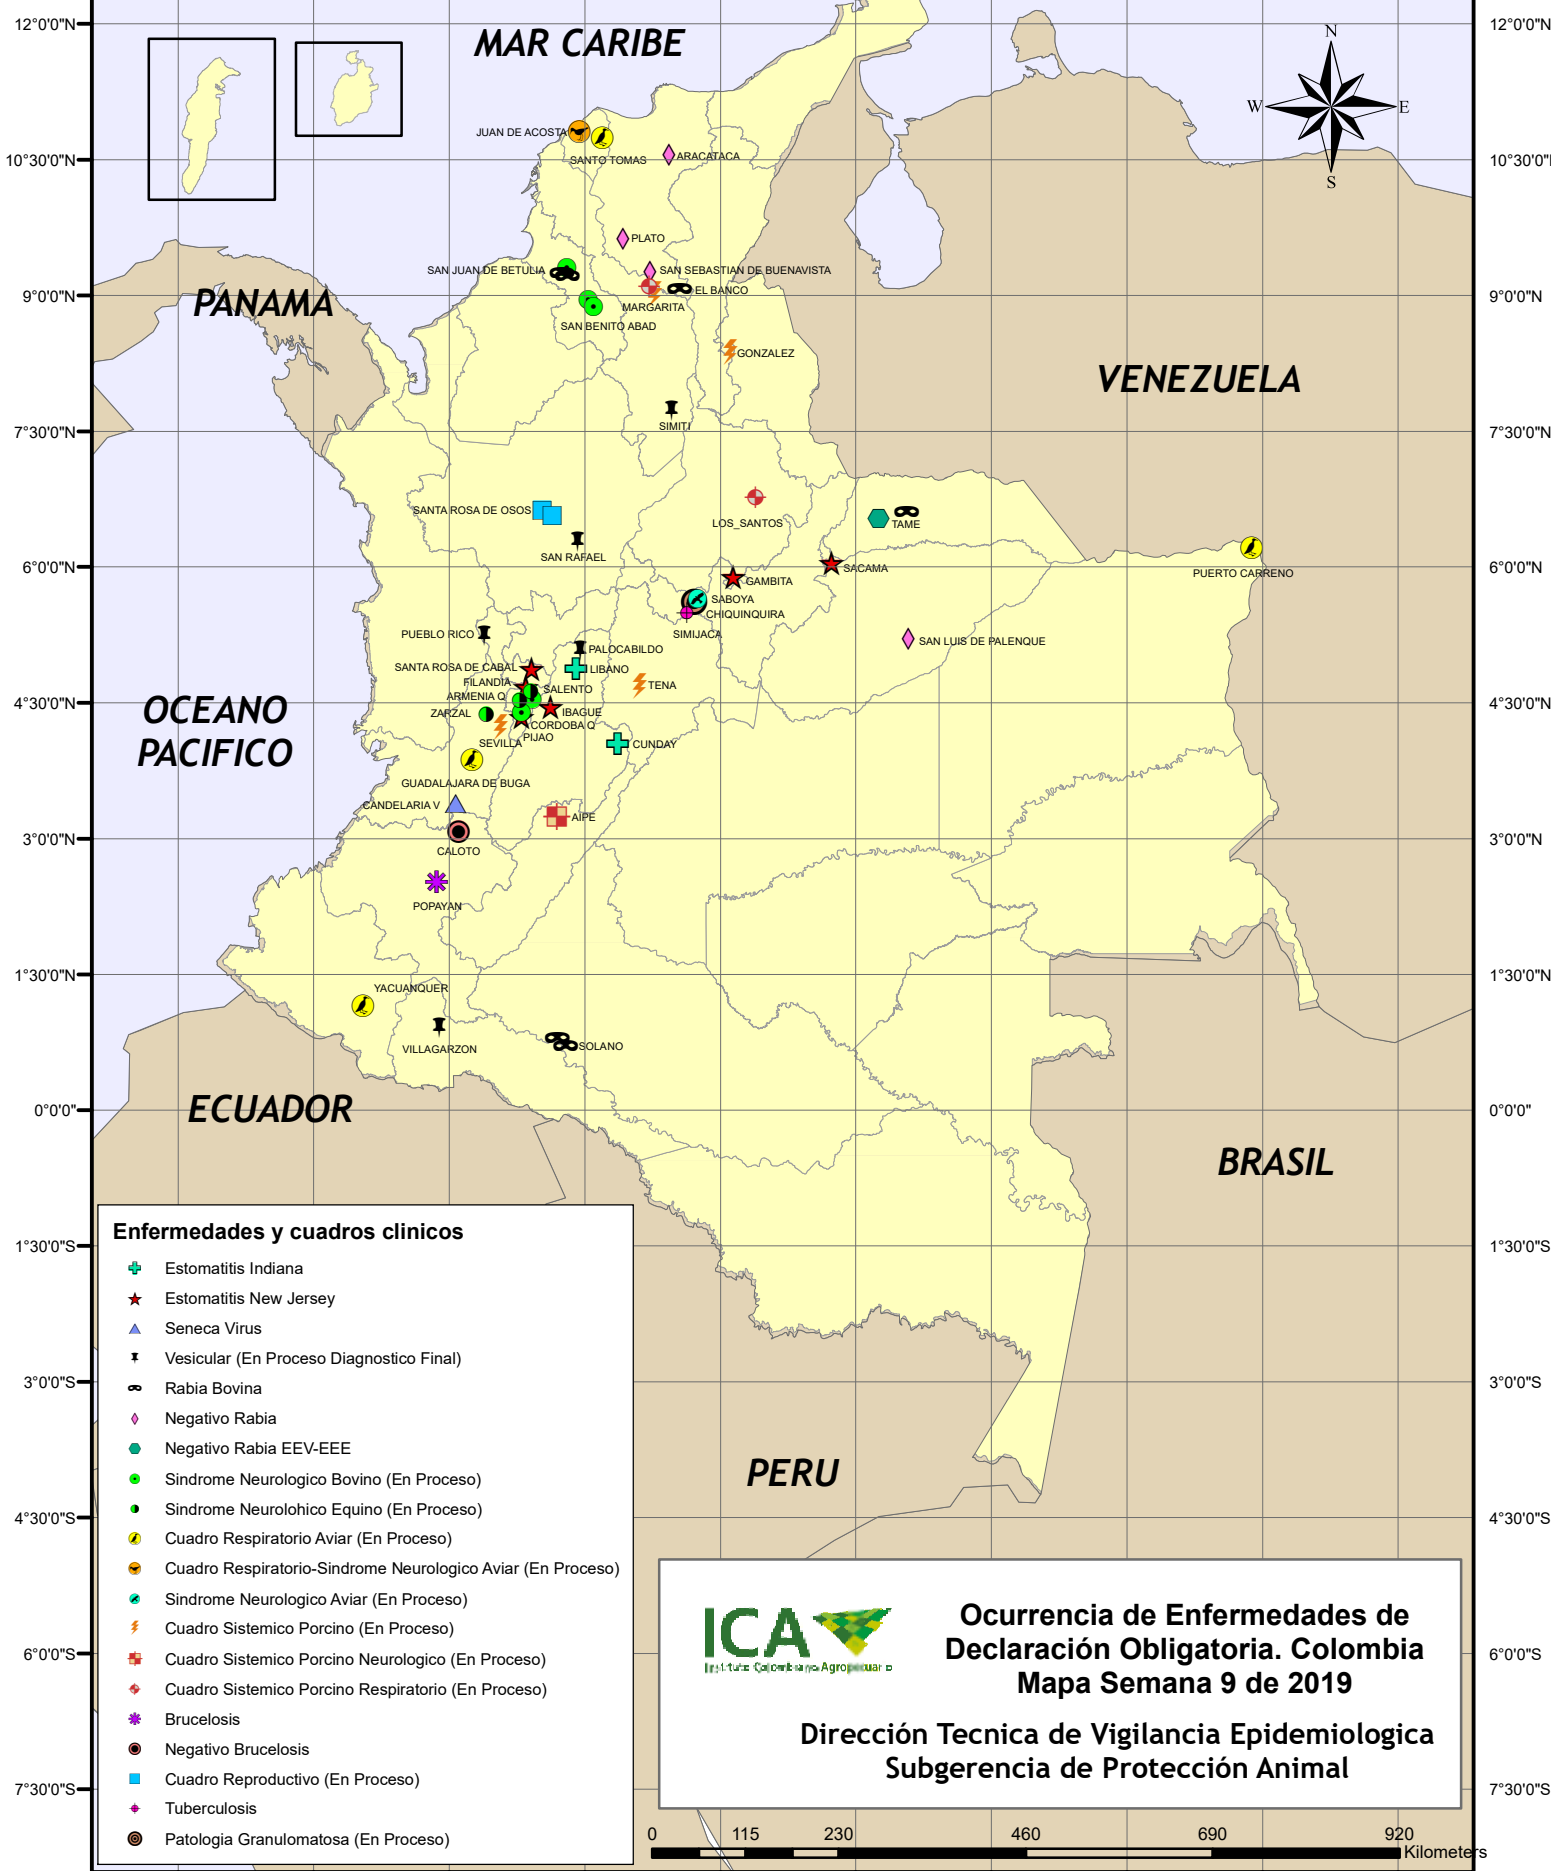 12°0'0"N
12°0'0"N
MAR CARIBE
N
W
E
S
JUAN DE ACOSTA
SANTO TOMAS
ARACATACA
10°30'0"N
10°30'0"N
PLATO
SAN JUAN DE BETULIA
SAN SEBASTIAN DE BUENAVISTA
EL BANCO
9°0'0"N
9°0'0"N
PANAMA
MARGARITA
SAN BENITO ABAD
GONZALEZ
VENEZUELA
SIMITI
7°30'0"N
7°30'0"N
SANTA ROSA DE OSOS
LOS_SANTOS
TAME
SAN RAFAEL
6°0'0"N
6°0'0"N
SACAMA
PUERTO CARRENO
GAMBITA
SABOYA
CHIQUINQUIRA
SIMIJACA
PUEBLO RICO
SAN LUIS DE PALENQUE
PALOCABILDO
SANTA ROSA DE CABAL
LIBANO
FILANDIA
SALENTO
TENA
ARMENIA Q
4°30'0"N
4°30'0"N
ZARZAL
IBAGUE
CORDOBA Q
PIJAO
SEVILLA
CUNDAY
OCEANO
PACIFICO
GUADALAJARA DE BUGA
CANDELARIA V
AIPE
3°0'0"N
3°0'0"N
CALOTO
POPAYAN
1°30'0"N
1°30'0"N
YACUANQUER
VILLAGARZON
SOLANO
ECUADOR
0°0'0"
0°0'0"
BRASIL
1°30'0"S
1°30'0"S
3°0'0"S
3°0'0"S
PERU
4°30'0"S
4°30'0"S
6°0'0"S
6°0'0"S
7°30'0"S
7°30'0"S
Enfermedades y cuadros clinicos
Estomatitis Indiana
Estomatitis New Jersey
Seneca Virus
Vesicular (En Proceso Diagnostico Final)
Rabia Bovina
Negativo Rabia
Negativo Rabia EEV-EEE
Sindrome Neurologico Bovino (En Proceso)
Sindrome Neurolohico Equino (En Proceso)
Cuadro Respiratorio Aviar (En Proceso)
Cuadro Respiratorio-Sindrome Neurologico Aviar (En Proceso)
Sindrome Neurologico Aviar (En Proceso)
Cuadro Sistemico Porcino (En Proceso)
Cuadro Sistemico Porcino Neurologico (En Proceso)
Cuadro Sistemico Porcino Respiratorio (En Proceso)
Brucelosis
Negativo Brucelosis
Cuadro Reproductivo (En Proceso)
Tuberculosis
Patologia Granulomatosa (En Proceso)
ICA
Instituto Colombiano Agropecuario
Ocurrencia de Enfermedades de
Declaración Obligatoria. Colombia
Mapa Semana 9 de 2019
Dirección Tecnica de Vigilancia Epidemiologica
Subgerencia de Protección Animal
0 115 230 460 690 920
Kilometers